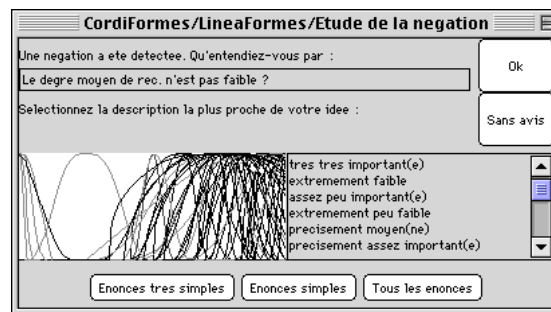 CordiFormes/LineaFormes/Etude de la negation
Une negation a ete detectee. Qu'entendiez-vous par :
Le degre moyen de rec. n'est pas faible ?
Ok
Selectionnez la description la plus proche de votre idee :
Sans avis
tres tres important(e)
extremement faible
assez peu important(e)
extremement peu faible
precisement moyen(ne)
precisement assez important(e)
Enonces tres simples
Enonces simples
Tous les enonces